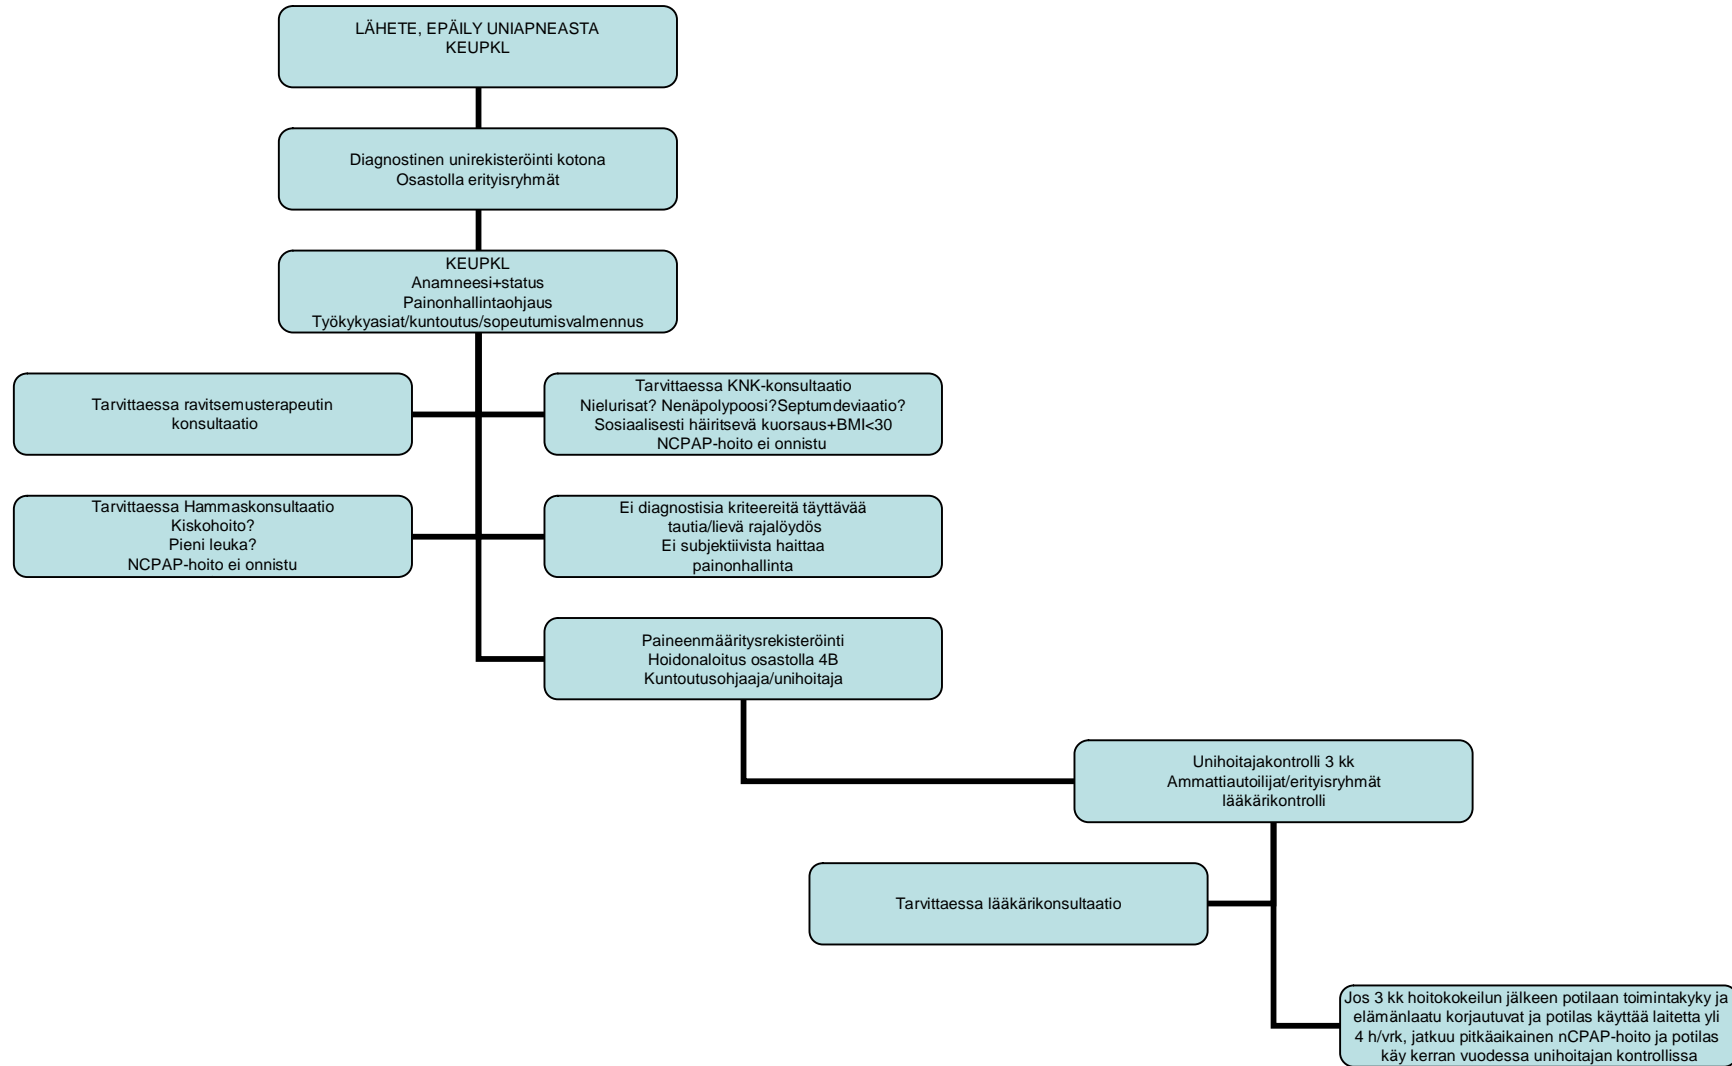 LÄHETE, EPÄILY UNIAPNEASTA
KEUPKL
Diagnostinen unirekisteröinti kotona
Osastolla erityisryhmät
KEUPKL
Anamneesi+status
Painonhallintaohjaus
Työkykyasiat/kuntoutus/sopeutumisvalmennus
Tarvittaessa ravitsemusterapeutin
konsultaatio
Tarvittaessa KNK-konsultaatio
Nielurisat? Nenäpolypoosi?Septumdeviaatio?
Sosiaalisesti häiritsevä kuorsaus+BMI<30
NCPAP-hoito ei onnistu
Tarvittaessa Hammaskonsultaatio
Kiskohoito?
Pieni leuka?
NCPAP-hoito ei onnistu
Ei diagnostisia kriteereitä täyttävää
tautia/lievä rajalöydös
Ei subjektiivista haittaa
painonhallinta
Paineenmääritysrekisteröinti
Hoidonaloitus osastolla 4B
Kuntoutusohjaaja/unihoitaja
Unihoitajakontrolli 3 kk
Ammattiautoilijat/erityisryhmät
lääkärikontrolli
Tarvittaessa lääkärikonsultaatio
Jos 3 kk hoitokokeilun jälkeen potilaan toimintakyky ja
elämänlaatu korjautuvat ja potilas käyttää laitetta yli
4 h/vrk, jatkuu pitkäaikainen nCPAP-hoito ja potilas
käy kerran vuodessa unihoitajan kontrollissa